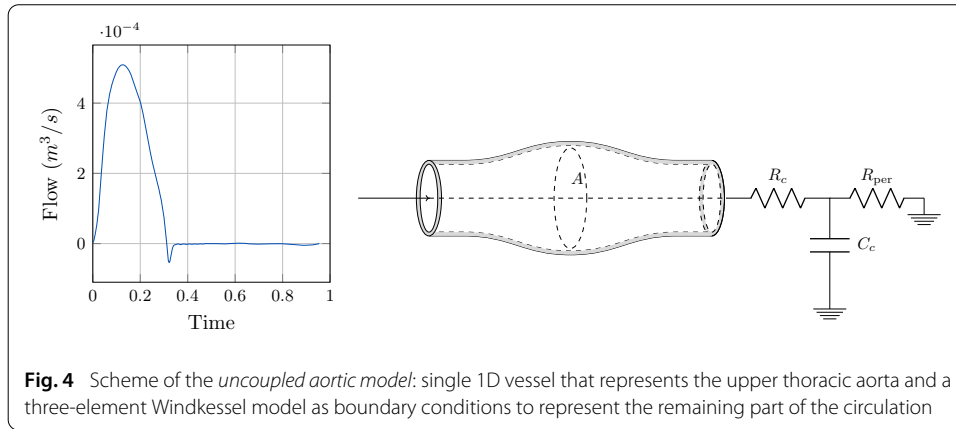 ·10⁻⁴
4
2
0
Flow (m³/s)
0 0.2 0.4 0.6 0.8 1
Time
A
R_c
R_per
C_c
Fig. 4 Scheme of the uncoupled aortic model: single 1D vessel that represents the upper thoracic aorta and a
three-element Windkessel model as boundary conditions to represent the remaining part of the circulation